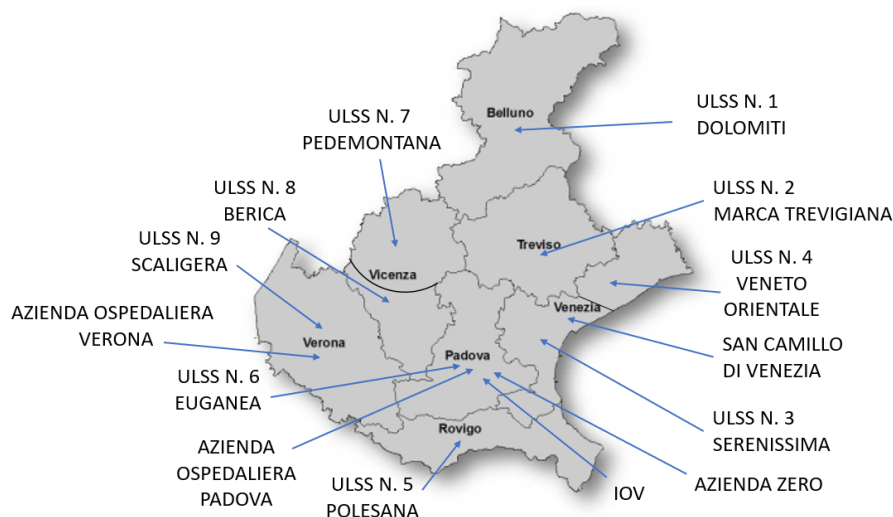 ULSS N. 1
DOLOMITI
Belluno
ULSS N. 7
PEDEMONTANA
ULSS N. 8
BERICA
ULSS N. 2
MARCA TREVIGIANA
ULSS N. 9
SCALIGERA
Treviso
ULSS N. 4
VENETO
ORIENTALE
Vicenza
AZIENDA OSPEDALIERA
VERONA
Venezia
Verona
SAN CAMILLO
DI VENEZIA
Padova
ULSS N. 6
EUGANEA
ULSS N. 3
SERENISSIMA
Rovigo
AZIENDA
OSPEDALIERA
PADOVA
ULSS N. 5
POLESANA
IOV
AZIENDA ZERO